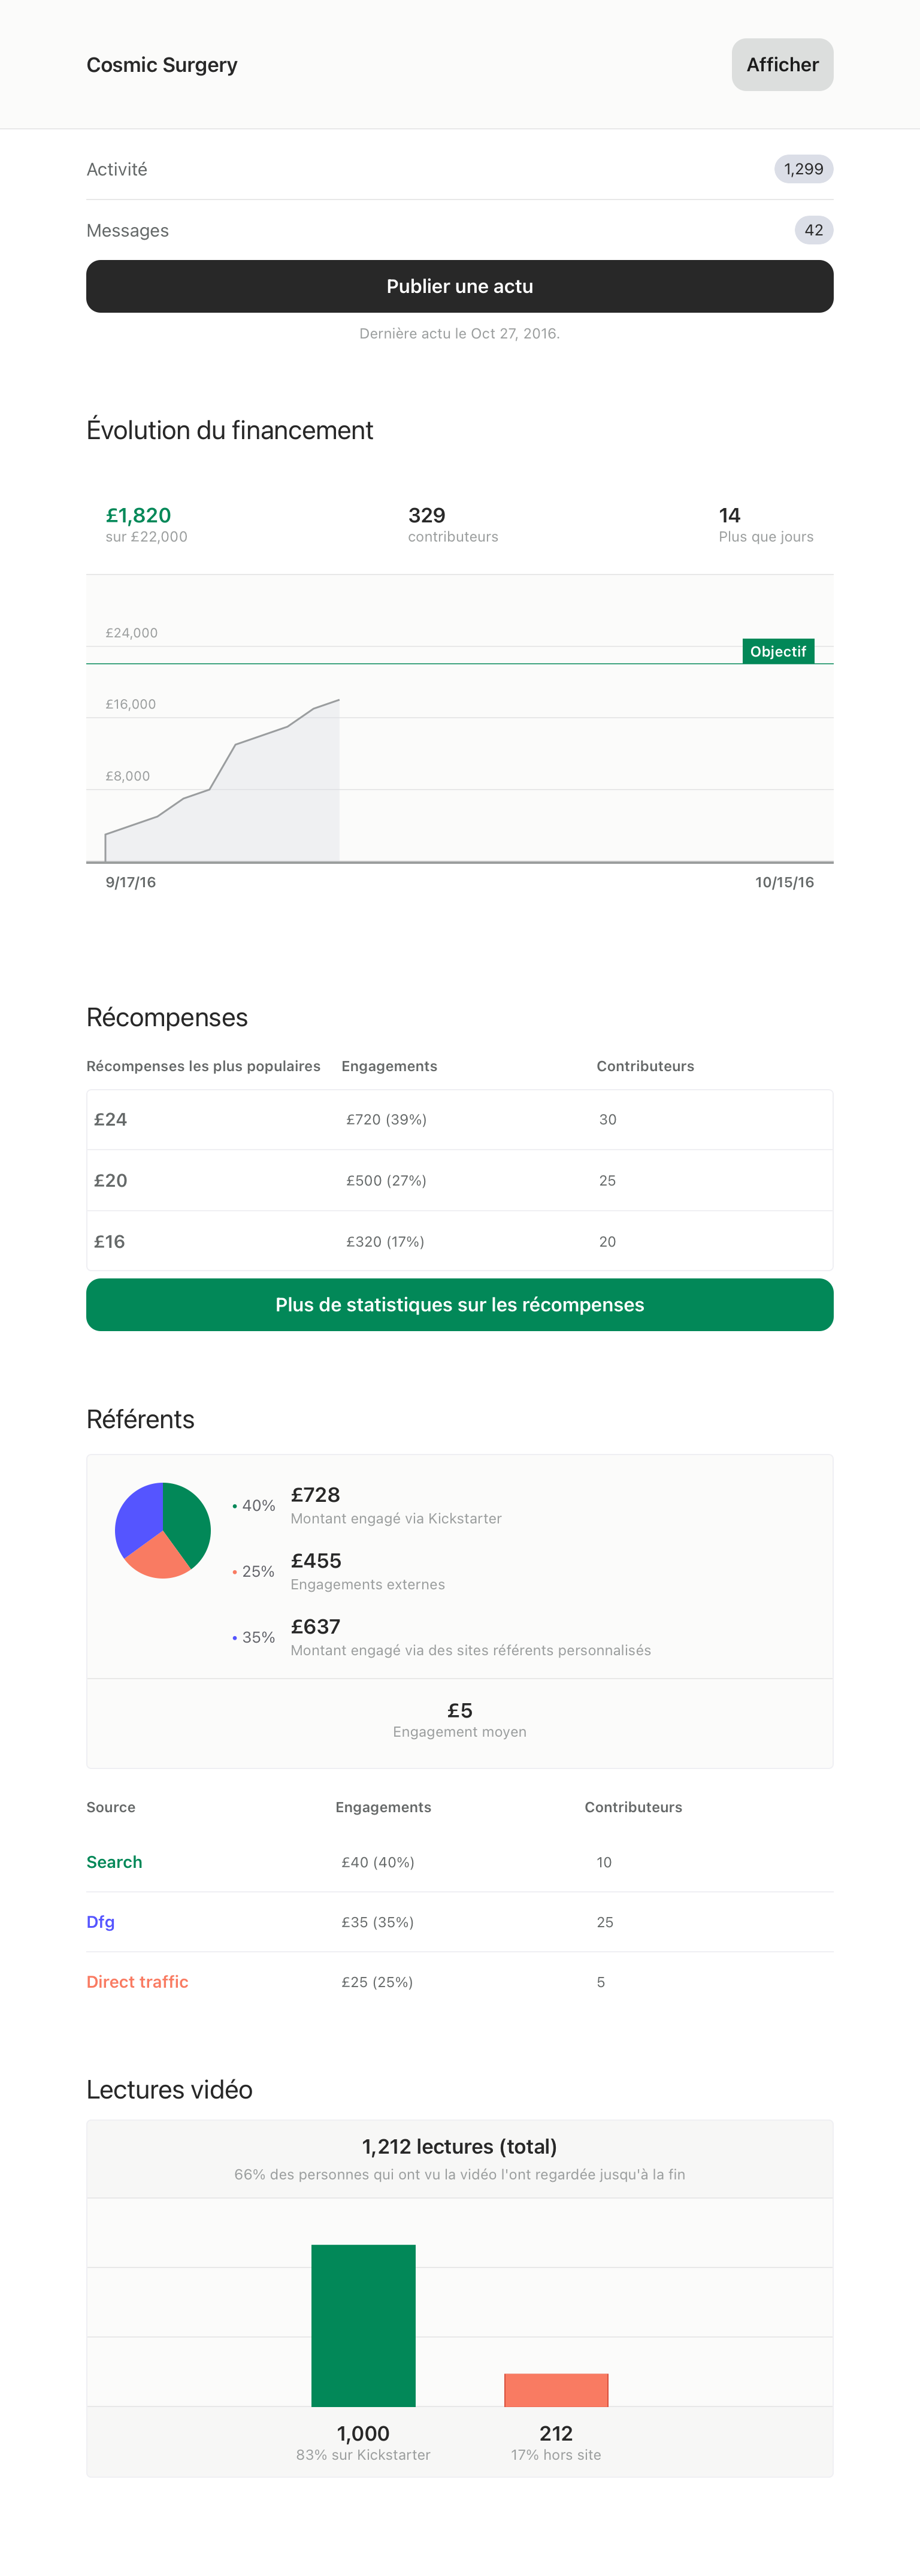 Cosmic Surgery
Afficher
Activité
1,299
Messages
42
Publier une actu
Dernière actu le Oct 27, 2016.
Évolution du financement
£1,820
sur £22,000
329
contributeurs
14
Plus que jours
£24,000
Objectif
£16,000
£8,000
9/17/16
10/15/16
Récompenses
Récompenses les plus populaires Engagements Contributeurs
£24 £720 (39%) 30
£20 £500 (27%) 25
£16 £320 (17%) 20
Plus de statistiques sur les récompenses
Référents
• 40% £728
Montant engagé via Kickstarter
• 25% £455
Engagements externes
• 35% £637
Montant engagé via des sites référents personnalisés
£5
Engagement moyen
Source Engagements Contributeurs
Search £40 (40%) 10
Dfg £35 (35%) 25
Direct traffic £25 (25%) 5
Lectures vidéo
1,212 lectures (total)
66% des personnes qui ont vu la vidéo l'ont regardée jusqu'à la fin
1,000
83% sur Kickstarter
212
17% hors site